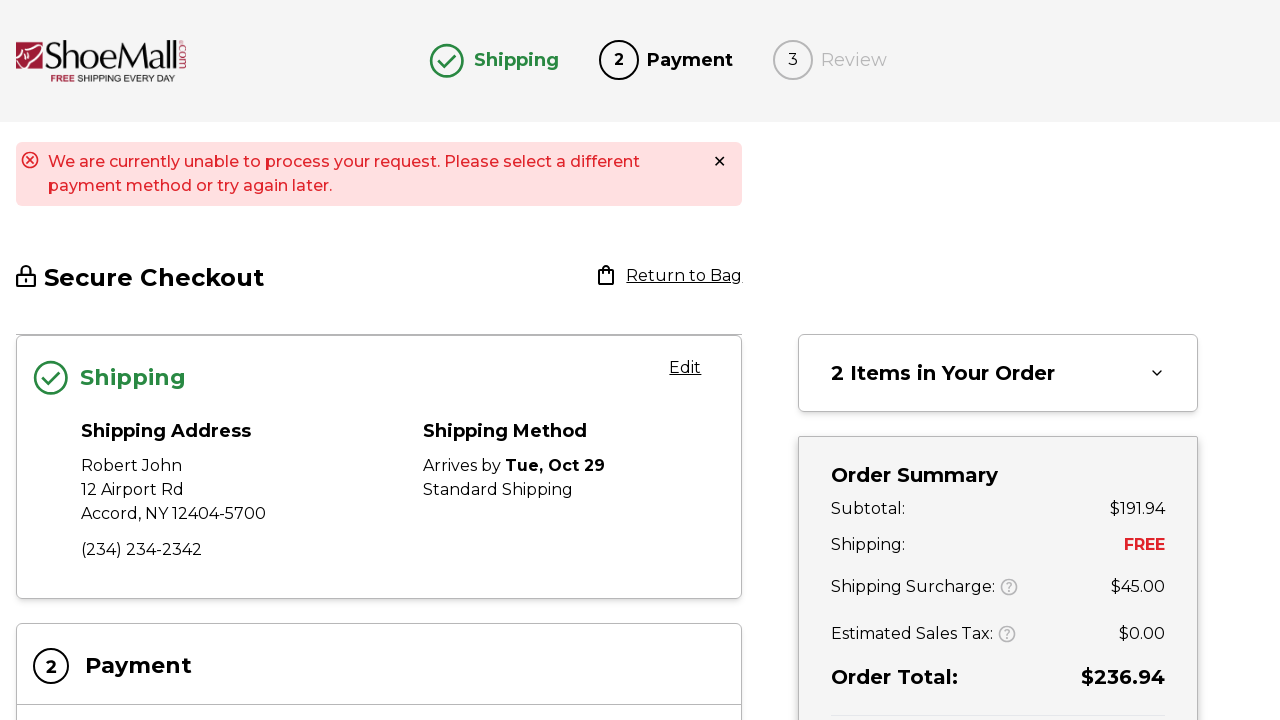 ShoeMall.com
FREE SHIPPING EVERY DAY
Shipping
2 Payment
3 Review
We are currently unable to process your request. Please select a different
payment method or try again later.
Secure Checkout
Return to Bag
Shipping
Edit
Shipping Address
Robert John
12 Airport Rd
Accord, NY 12404-5700
(234) 234-2342
Shipping Method
Arrives by Tue, Oct 29
Standard Shipping
2 Payment
2 Items in Your Order
Order Summary
Subtotal: $191.94
Shipping: FREE
Shipping Surcharge: ? $45.00
Estimated Sales Tax: ? $0.00
Order Total: $236.94